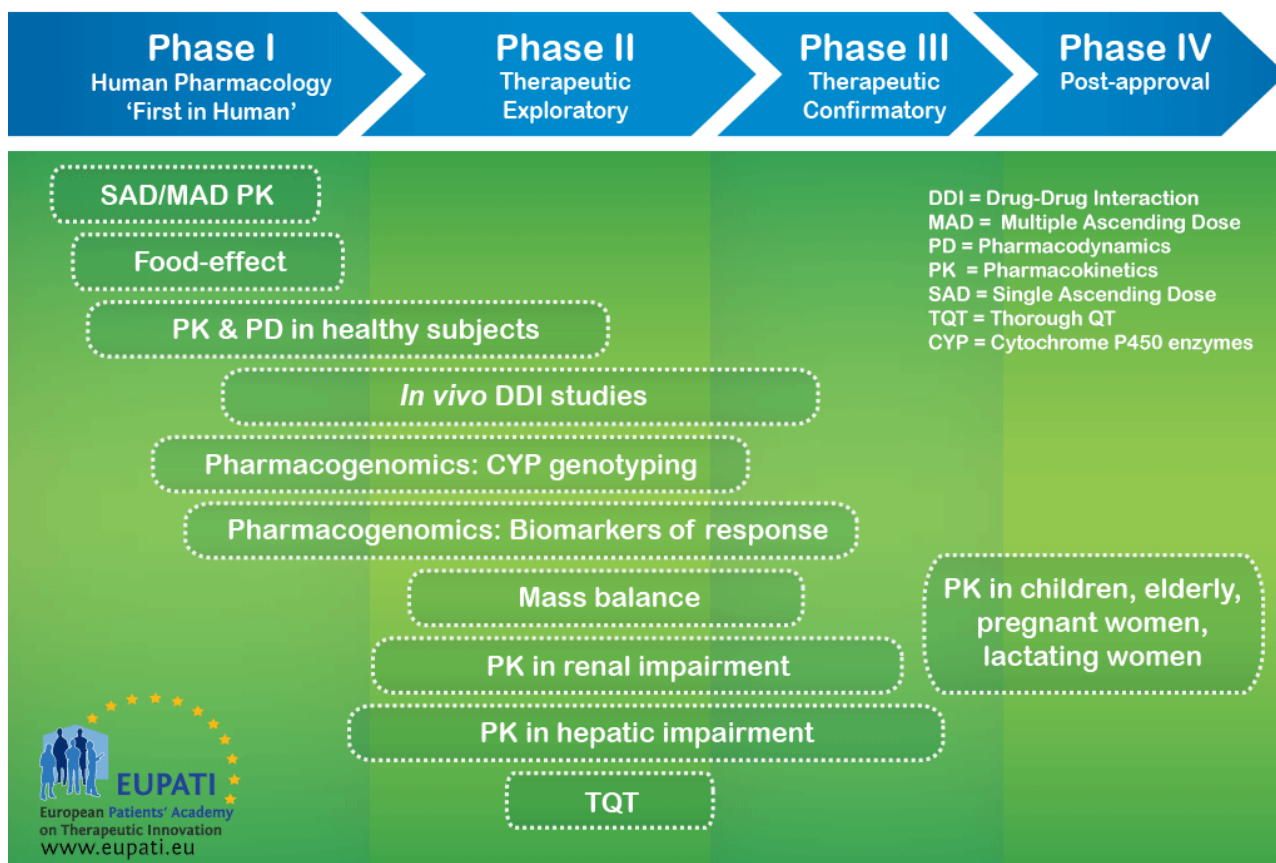 Phase I
Human Pharmacology
'First in Human'
Phase II
Therapeutic
Exploratory
Phase III
Therapeutic
Confirmatory
Phase IV
Post-approval
SAD/MAD PK
Food-effect
PK & PD in healthy subjects
In vivo DDI studies
Pharmacogenomics: CYP genotyping
Pharmacogenomics: Biomarkers of response
Mass balance
PK in renal impairment
PK in hepatic impairment
TQT
DDI = Drug-Drug Interaction
MAD = Multiple Ascending Dose
PD = Pharmacodynamics
PK = Pharmacokinetics
SAD = Single Ascending Dose
TQT = Thorough QT
CYP = Cytochrome P450 enzymes
PK in children, elderly,
pregnant women,
lactating women
EUPATI
European Patients' Academy
on Therapeutic Innovation
www.eupati.eu